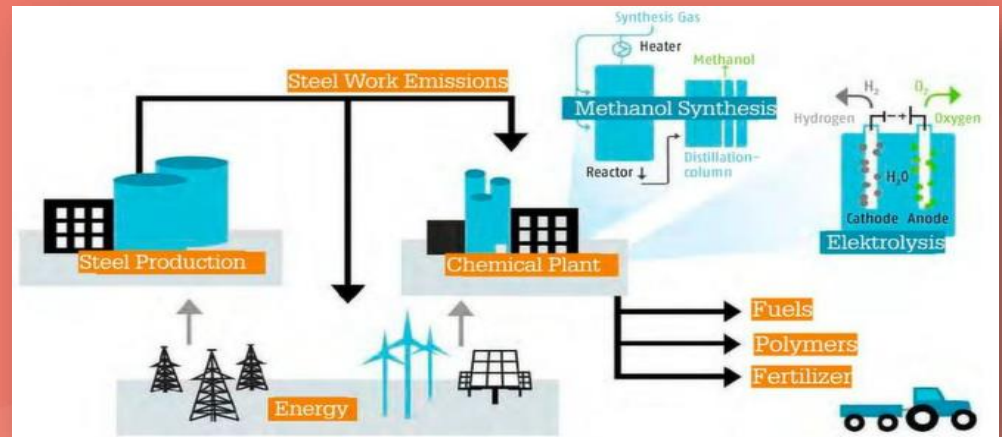 Synthesis Gas
Heater
Methanol
Steel Work Emissions
Methanol Synthesis
H₂
O₂
Hydrogen
- +
Oxygen
Reactor
Distillation-
column
H₂O
Cathode Anode
Elektrolysis
Steel Production
Chemical Plant
Fuels
Polymers
Fertilizer
Energy